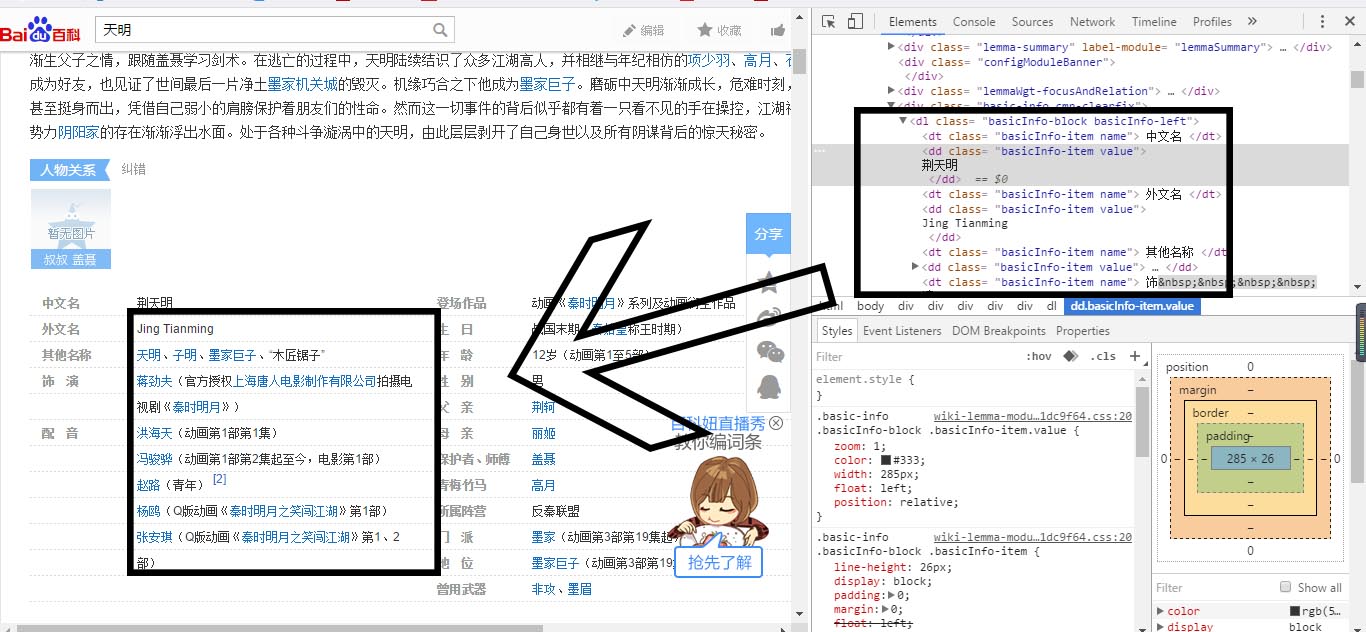 Bai du 百科
天明
编辑
收藏
渐生父子之情，跟随盖聂学习剑术。在逃亡的过程中，天明陆续结识了众多江湖高人，并相继与年纪相仿的项少羽、高月、
成为好友，也见证了世间最后一片净土墨家机关城的毁灭。机缘巧合之下他成为墨家巨子。磨砺中天明渐渐成长，危难时刻，
甚至挺身而出，凭借自己弱小的肩膀保护着朋友们的性命。然而这一切事件的背后似乎都有着一只看不见的手在操控，江湖
势力阴阳家的存在渐渐浮出水面。处于各种斗争漩涡中的天明，由此层层剥开了自己身世以及所有阴谋背后的惊天秘密。
人物关系
纠错
暂无图片
叔叔 盖聂
分享
中文名 荆天明
外文名 Jing Tianming
其他名称 天明、子明、墨家巨子、“木匠锯子”
饰 演 蒋劲夫（官方授权上海唐人电影制作有限公司拍摄电
视剧《秦时明月》）
配 音 洪海天（动画第1部第1集）
冯骏骅（动画第1部第2集起至今，电影第1部）
赵路（青年） [2]
杨鸥（Q版动画《秦时明月之笑闯江湖》第1部）
张安琪（Q版动画《秦时明月之笑闯江湖》第1、2
部）
登场作品 动画《秦时明月》系列及动画衍生作品
生 日 战国末期（秦始皇称王时期）
年 龄 12岁（动画第1至5部）
性 别 男
父 亲 荆轲
母 亲 丽姬
保护者、师傅 盖聂
青梅竹马 高月
所属阵营 反秦联盟
门 派 墨家（动画第3部第19集起
地 位 墨家巨子（动画第3部第19
曾用武器 非攻、墨眉
百科妞直播秀
教你编词条
抢先了解
Elements Console Sources Network Timeline Profiles »
</div>
▶<div class= "lemma-summary" label-module= "lemmaSummary"> … </div>
<div class= "configModuleBanner">
</div>
▶<div class= "lemmaWgt-focusAndRelation"> … </div>
▼<div class= "basic-info cmn-clearfix">
▼<dl class= "basicInfo-block basicInfo-left">
<dt class= "basicInfo-item name"> 中文名 </dt>
<dd class= "basicInfo-item value">
荆天明
</dd> == $0
<dt class= "basicInfo-item name"> 外文名 </dt>
<dd class= "basicInfo-item value">
Jing Tianming
</dd>
<dt class= "basicInfo-item name"> 其他名称 </dt
▶<dd class= "basicInfo-item value"> … </dd>
<dt class= "basicInfo-item name"> 饰&nbsp;&nbsp;&nbsp;&nbsp;
html body div div div div div dl dd.basicInfo-item.value
Styles Event Listeners DOM Breakpoints Properties
Filter :hov .cls +
element.style {
}
.basic-info wiki-lemma-modu…1dc9f64.css:20
.basicInfo-block .basicInfo-item.value {
zoom: 1;
color: #333;
width: 285px;
float: left;
position: relative;
}
.basic-info wiki-lemma-modu…1dc9f64.css:20
.basicInfo-block .basicInfo-item {
line-height: 26px;
display: block;
padding:▶0;
margin:▶0;
float: left;
position 0
margin –
border –
padding–
0 – – 285 × 26 – – 0
–
–
–
0
Filter Show all
▶ color rgb(5…
▶ display block